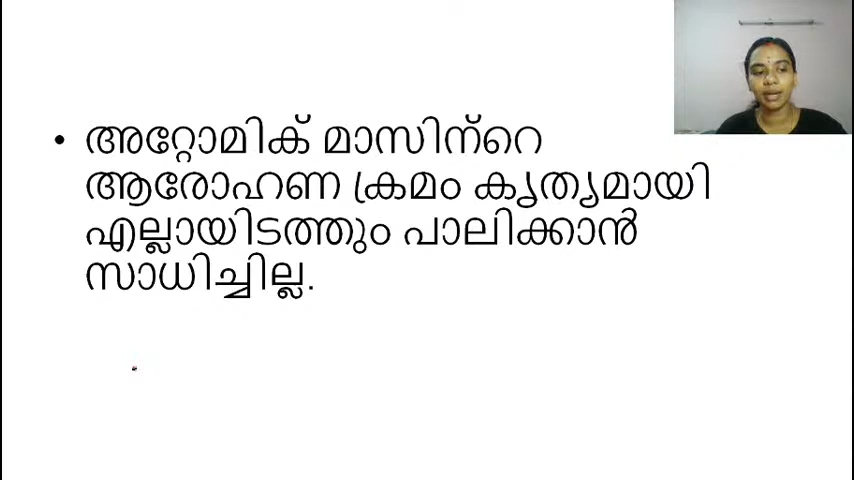 • അറ്റോമിക് മാസിന്റെ
ആരോഹണ ക്രമം കൃത്യമായി
എല്ലായിടത്തും പാലിക്കാൻ
സാധിച്ചില്ല.